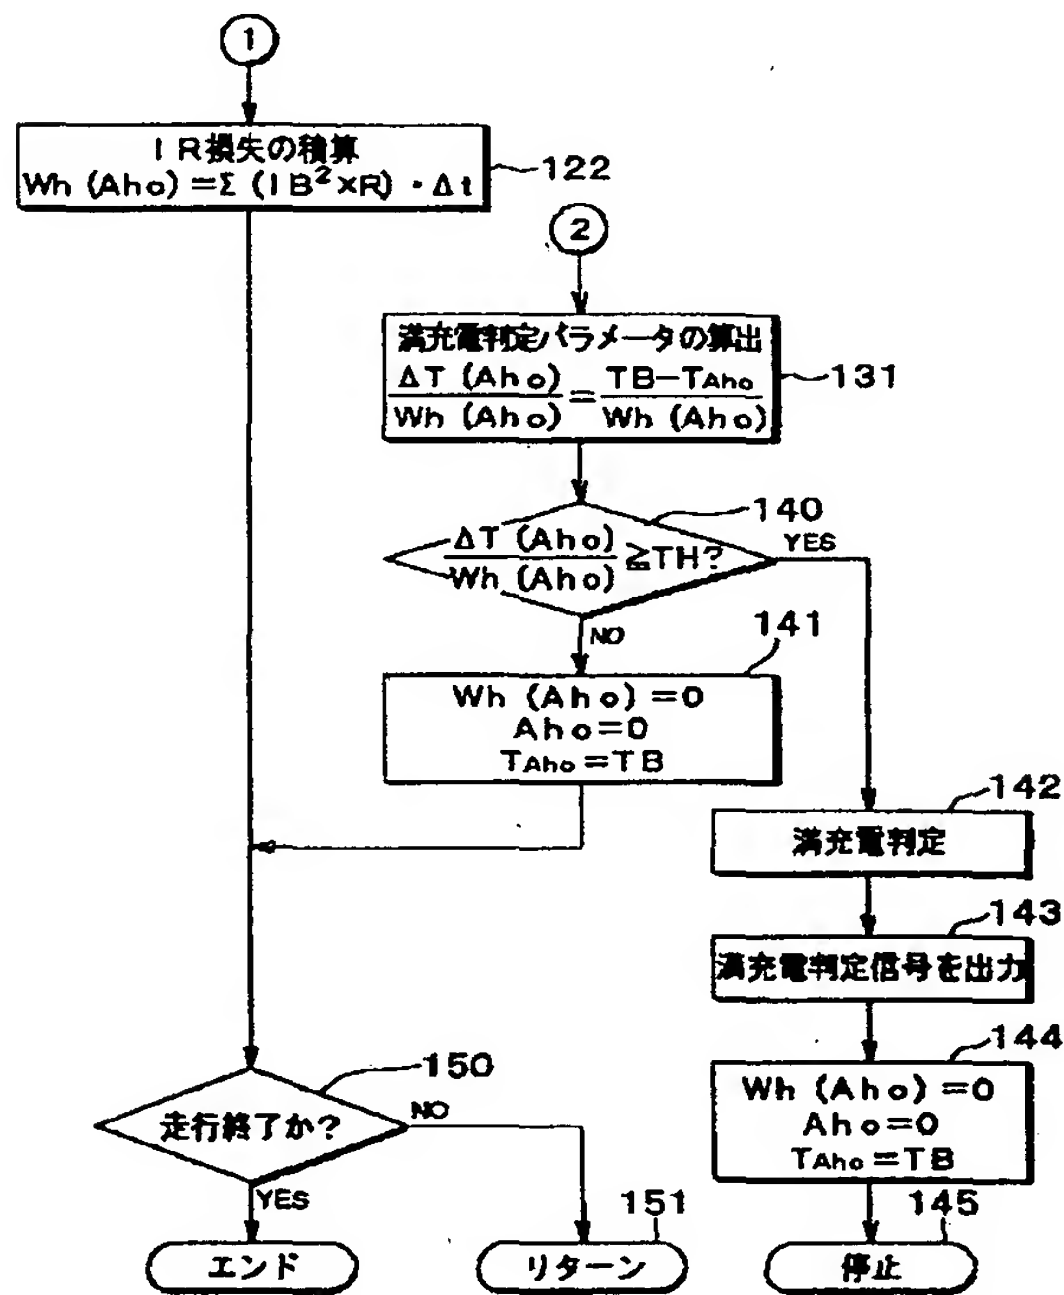 1
IR損失の積算
Wh (Aho) =Σ (IB²×R) ・Δt
122
2
満充電判定パラメータの算出
ΔT (Aho) / Wh (Aho) = TB-TAho / Wh (Aho)
131
140
ΔT (Aho) / Wh (Aho) ≧TH?
YES
NO
141
Wh (Aho) =0
Aho=0
TAho=TB
142
満充電判定
143
満充電判定信号を出力
144
Wh (Aho) =0
Aho=0
TAho=TB
150
走行終了か?
NO
YES
エンド
151
リターン
145
停止